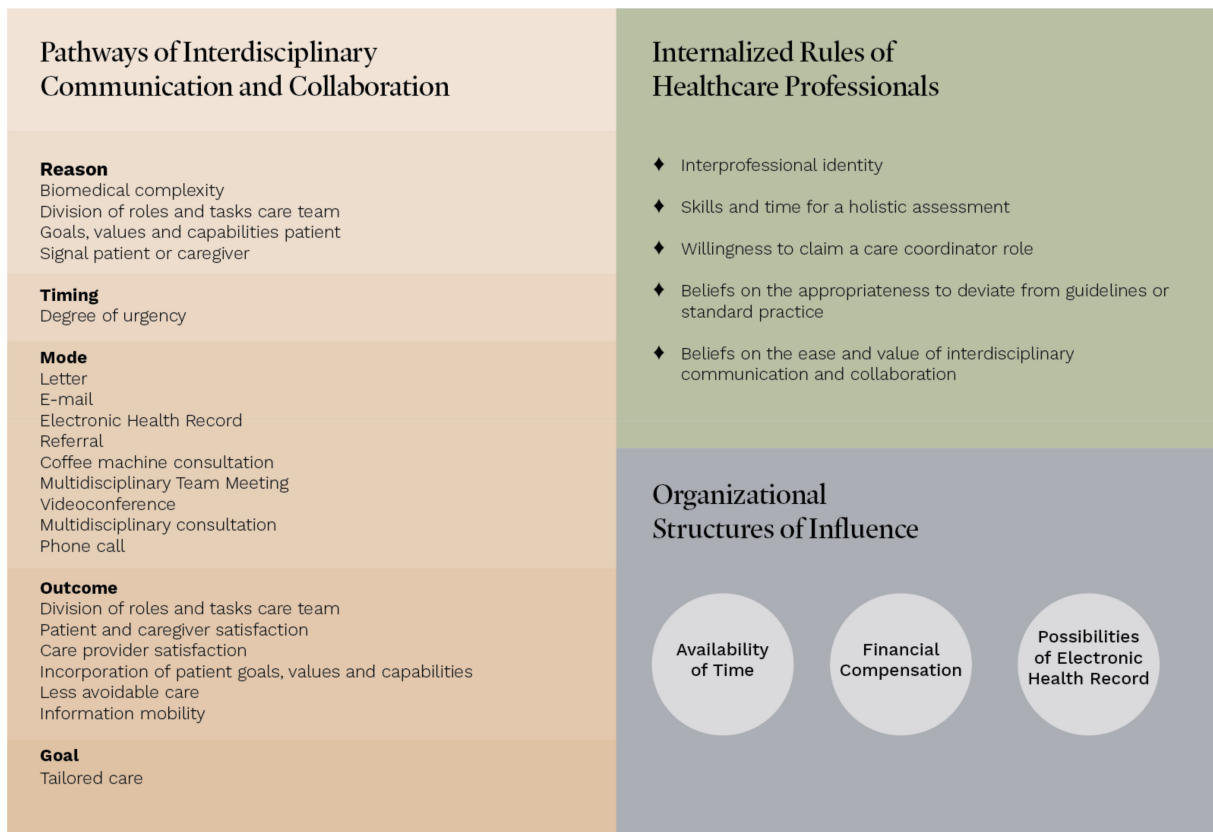 Pathways of Interdisciplinary
Communication and Collaboration
Reason
Biomedical complexity
Division of roles and tasks care team
Goals, values and capabilities patient
Signal patient or caregiver
Timing
Degree of urgency
Mode
Letter
E-mail
Electronic Health Record
Referral
Coffee machine consultation
Multidisciplinary Team Meeting
Videoconference
Multidisciplinary consultation
Phone call
Outcome
Division of roles and tasks care team
Patient and caregiver satisfaction
Care provider satisfaction
Incorporation of patient goals, values and capabilities
Less avoidable care
Information mobility
Goal
Tailored care
Internalized Rules of
Healthcare Professionals
♦ Interprofessional identity
♦ Skills and time for a holistic assessment
♦ Willingness to claim a care coordinator role
♦ Beliefs on the appropriateness to deviate from guidelines or
standard practice
♦ Beliefs on the ease and value of interdisciplinary
communication and collaboration
Organizational
Structures of Influence
Availability
of Time
Financial
Compensation
Possibilities
of Electronic
Health Record